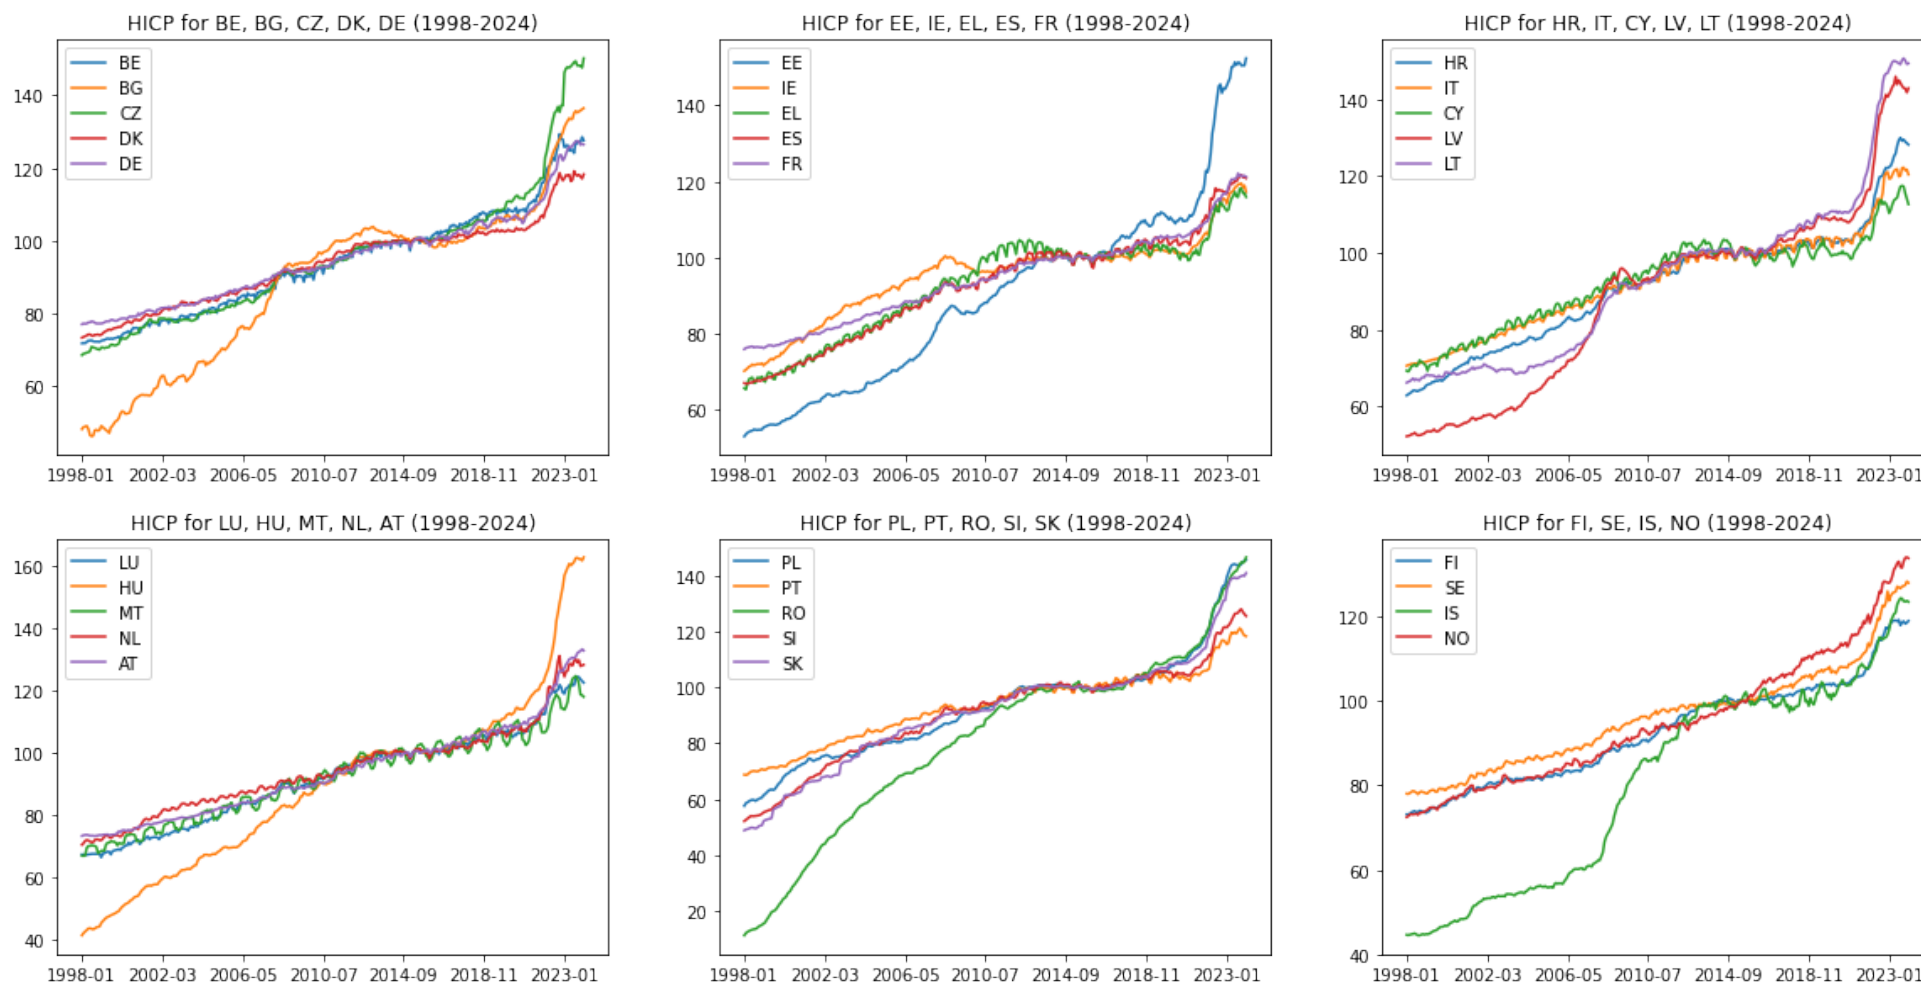 HICP for BE, BG, CZ, DK, DE (1998-2024)
BE
BG
CZ
DK
DE
140
120
100
80
60
1998-01 2002-03 2006-05 2010-07 2014-09 2018-11 2023-01
HICP for EE, IE, EL, ES, FR (1998-2024)
EE
IE
EL
ES
FR
140
120
100
80
60
1998-01 2002-03 2006-05 2010-07 2014-09 2018-11 2023-01
HICP for HR, IT, CY, LV, LT (1998-2024)
HR
IT
CY
LV
LT
140
120
100
80
60
1998-01 2002-03 2006-05 2010-07 2014-09 2018-11 2023-01
HICP for LU, HU, MT, NL, AT (1998-2024)
LU
HU
MT
NL
AT
160
140
120
100
80
60
40
1998-01 2002-03 2006-05 2010-07 2014-09 2018-11 2023-01
HICP for PL, PT, RO, SI, SK (1998-2024)
PL
PT
RO
SI
SK
140
120
100
80
60
40
20
1998-01 2002-03 2006-05 2010-07 2014-09 2018-11 2023-01
HICP for FI, SE, IS, NO (1998-2024)
FI
SE
IS
NO
120
100
80
60
40
1998-01 2002-03 2006-05 2010-07 2014-09 2018-11 2023-01